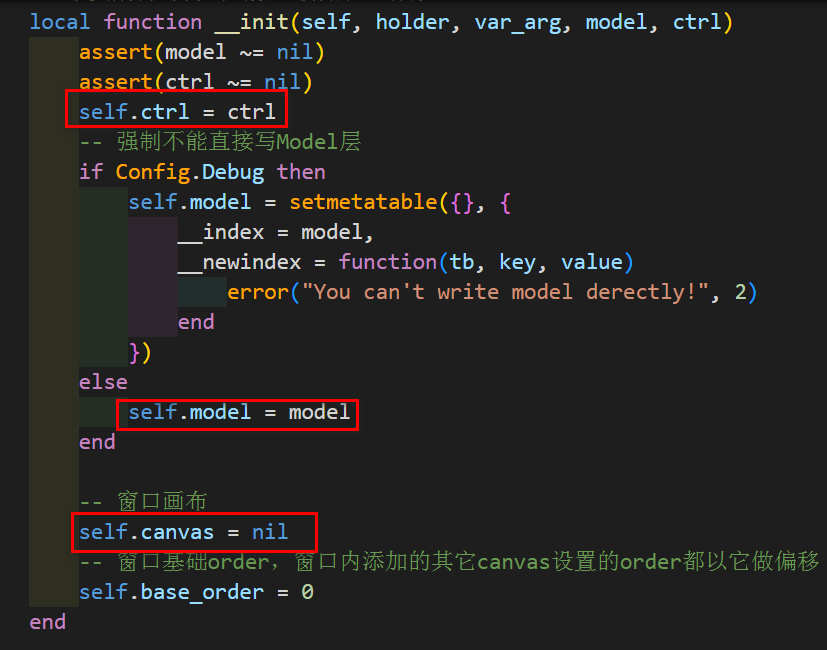 local function __init(self, holder, var_arg, model, ctrl)
assert(model ~= nil)
assert(ctrl ~= nil)
self.ctrl = ctrl
-- 强制不能直接写Model层
if Config.Debug then
self.model = setmetatable({}, {
__index = model,
__newindex = function(tb, key, value)
error("You can't write model derectly!", 2)
end
})
else
self.model = model
end
-- 窗口画布
self.canvas = nil
-- 窗口基础order，窗口内添加的其它canvas设置的order都以它做偏移
self.base_order = 0
end